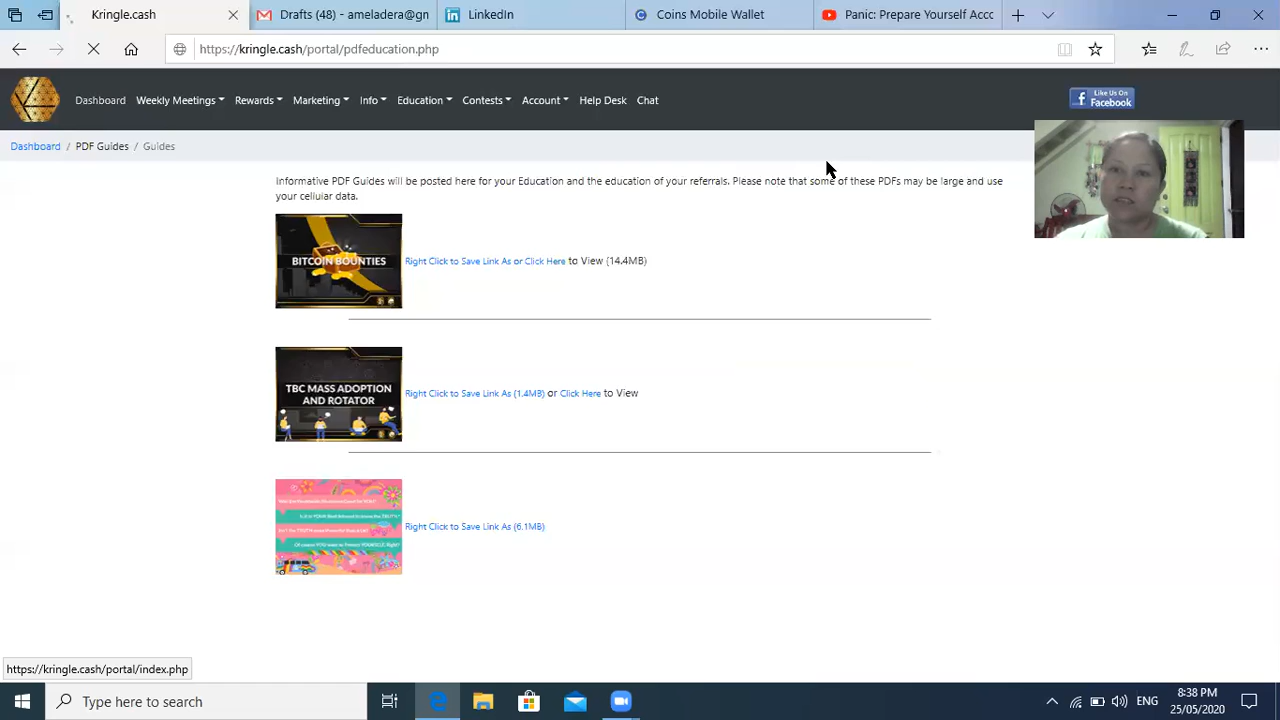 Kringle.cash
Drafts (48) - ameladera@gn
LinkedIn
Coins Mobile Wallet
Panic: Prepare Yourself Acco
https://kringle.cash/portal/pdfeducation.php
Dashboard Weekly Meetings Rewards Marketing Info Education Contests Account Help Desk Chat
Like Us On
Facebook
Dashboard / PDF Guides / Guides
Informative PDF Guides will be posted here for your Education and the education of your referrals. Please note that some of these PDFs may be large and use
your cellular data.
BITCOIN BOUNTIES
Right Click to Save Link As or Click Here to View (14.4MB)
TBC MASS ADOPTION
AND ROTATOR
Right Click to Save Link As (1.4MB) or Click Here to View
Right Click to Save Link As (6.1MB)
https://kringle.cash/portal/index.php
Type here to search
ENG
8:38 PM
25/05/2020